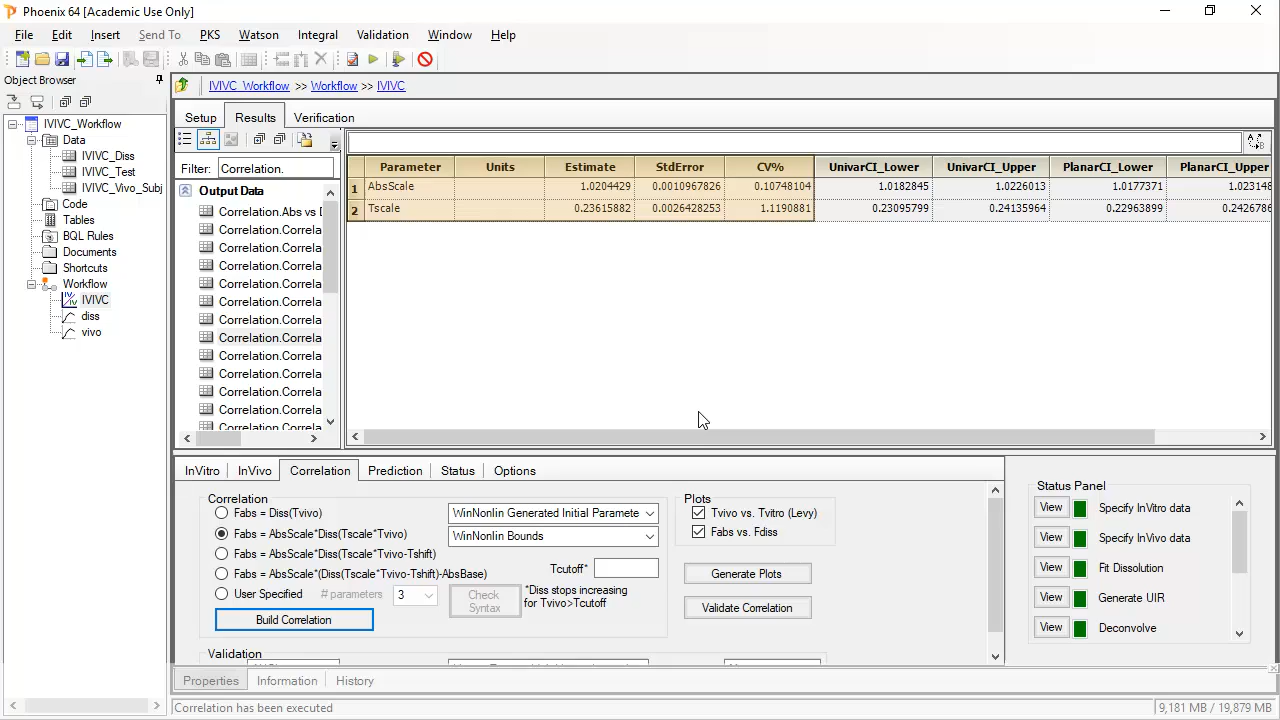 Phoenix 64 [Academic Use Only]
File Edit Insert Send To PKS Watson Integral Validation Window Help
Object Browser
IVIVC_Workflow >> Workflow >> IVIVC
IVIVC_Workflow
Data
IVIVC_Diss
IVIVC_Test
IVIVC_Vivo_Subj
Code
Tables
BQL Rules
Documents
Shortcuts
Workflow
IVIVC
diss
vivo
Setup Results Verification
Filter: Correlation.
Output Data
Correlation.Abs vs
Correlation.Correla
Correlation.Correla
Correlation.Correla
Correlation.Correla
Correlation.Correla
Correlation.Correla
Correlation.Correla
Correlation.Correla
Correlation.Correla
Correlation.Correla
Correlation.Correla
Correlation.Correla
Parameter Units Estimate StdError CV% UnivarCI_Lower UnivarCI_Upper PlanarCI_Lower PlanarCI_Upper
1 AbsScale 1.0204429 0.0010967826 0.10748104 1.0182845 1.0226013 1.0177371 1.023148
2 Tscale 0.23615882 0.0026428253 1.1190881 0.23095799 0.24135964 0.22963899 0.2426786
InVitro InVivo Correlation Prediction Status Options
Correlation
Fabs = Diss(Tvivo)
Fabs = AbsScale*Diss(Tscale*Tvivo)
Fabs = AbsScale*Diss(Tscale*Tvivo-Tshift)
Fabs = AbsScale*(Diss(Tscale*Tvivo-Tshift)-AbsBase)
User Specified # parameters 3
Check
Syntax
Build Correlation
WinNonlin Generated Initial Paramete
WinNonlin Bounds
Tcutoff*
*Diss stops increasing
for Tvivo>Tcutoff
Plots
Tvivo vs. Tvitro (Levy)
Fabs vs. Fdiss
Generate Plots
Validate Correlation
Validation
Status Panel
View Specify InVitro data
View Specify InVivo data
View Fit Dissolution
View Generate UIR
View Deconvolve
Properties Information History
Correlation has been executed
9,181 MB / 19,879 MB